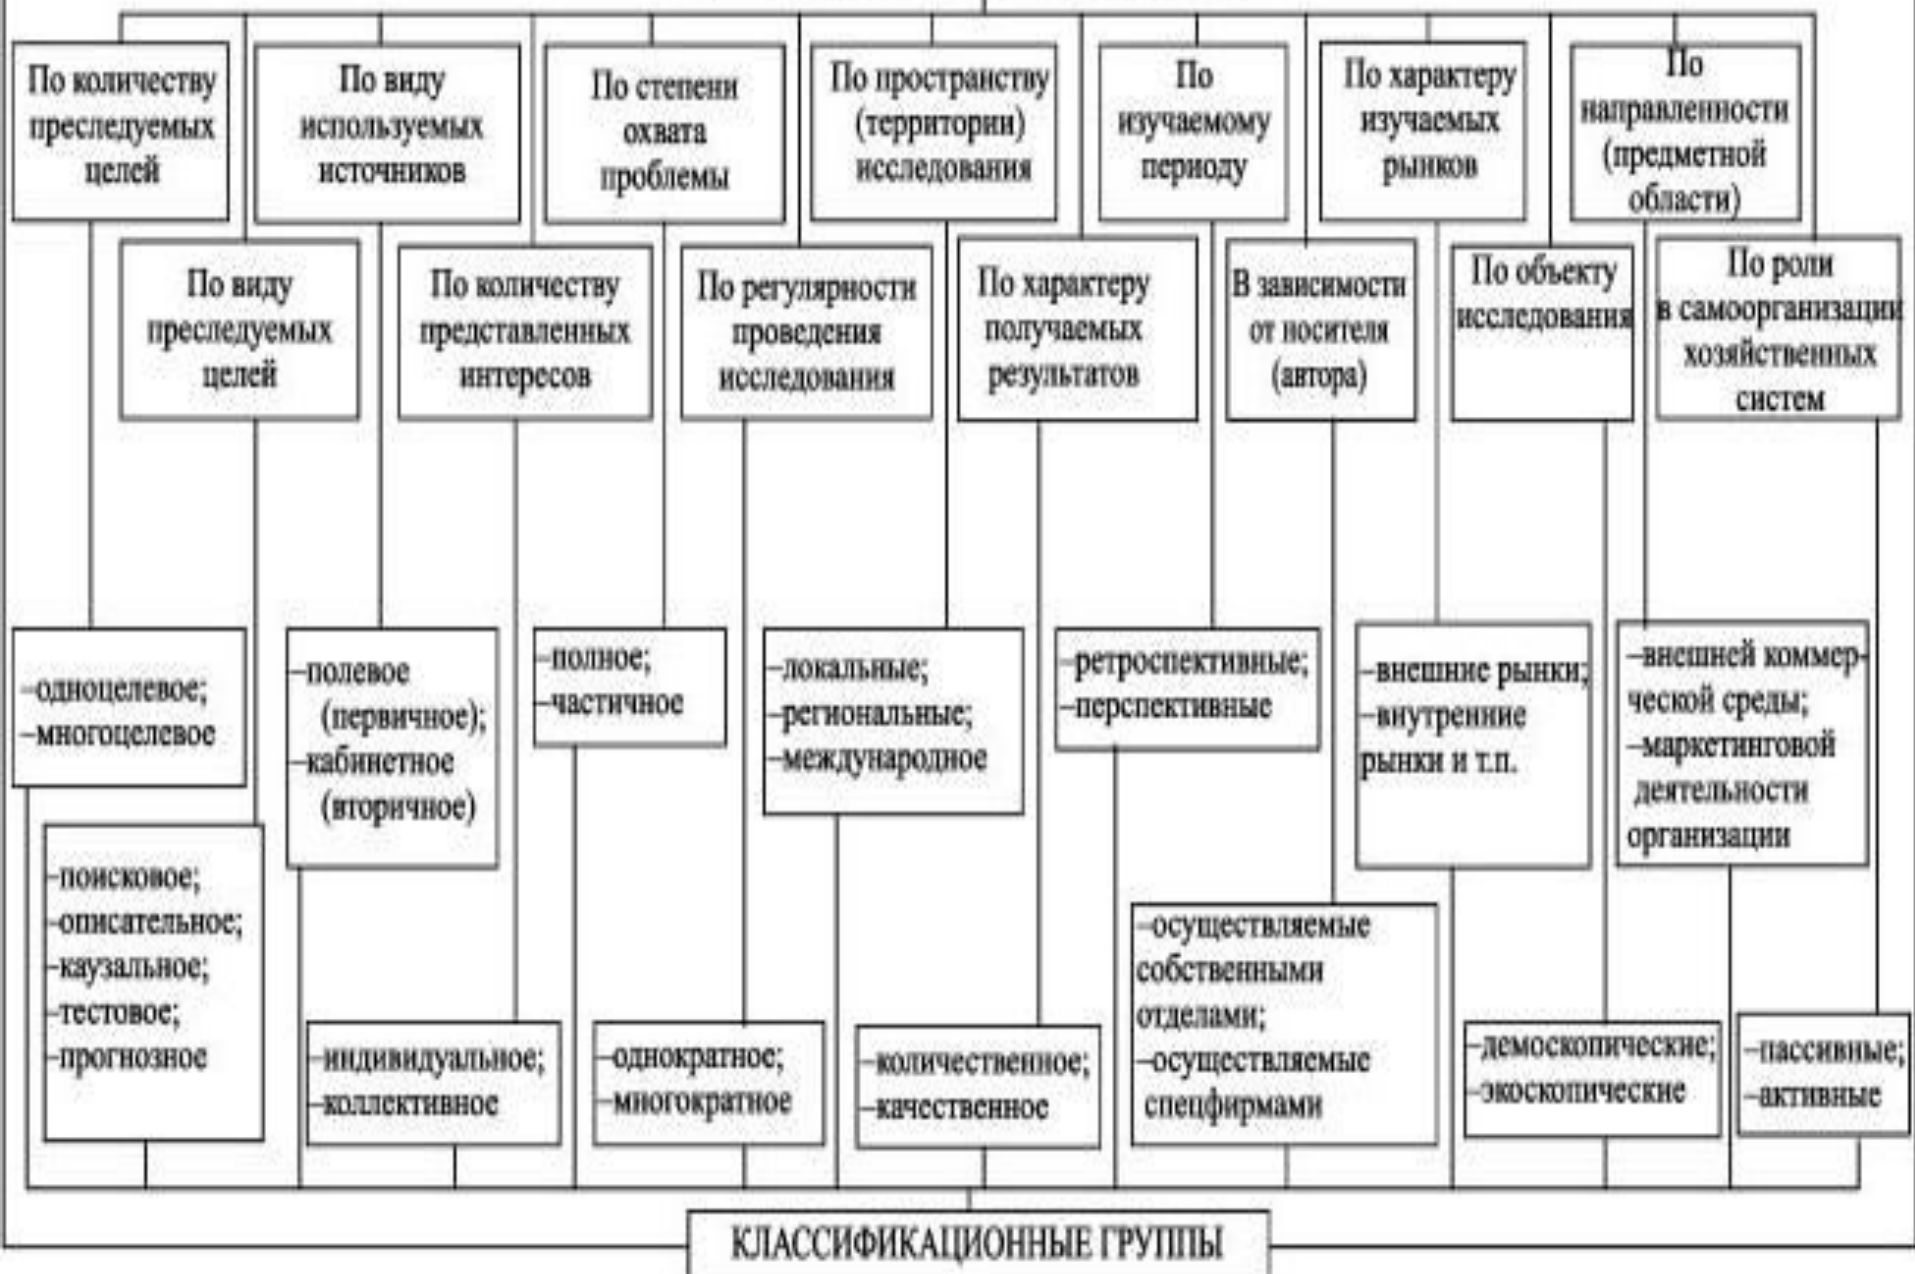 По количеству
преследуемых
целей
По виду
используемых
источников
По степени
охвата
проблемы
По пространству
(территории)
исследования
По
изучаемому
периоду
По характеру
изучаемых
рынков
По
направленности
(предметной
области)
По виду
преследуемых
целей
По количеству
представленных
интересов
По регулярности
проведения
исследования
По характеру
получаемых
результатов
В зависимости
от носителя
(автора)
По объекту
исследования
По роли
в самоорганизации
хозяйственных
систем
–одноцелевое;
–многоцелевое
–полевое
(первичное);
–кабинетное
(вторичное)
–полное;
–частичное
–локальные;
–региональные;
–международное
–ретроспективные;
–перспективные
–внешние рынки;
–внутренние
рынки и т.п.
–внешней коммер-
ческой среды;
–маркетинговой
деятельности
организации
–поисковое;
–описательное;
–каузальное;
–тестовое;
–прогнозное
–индивидуальное;
–коллективное
–однократное;
–многократное
–количественное;
–качественное
–осуществляемые
собственными
отделами;
–осуществляемые
спецфирмами
–демоскопические;
–экоскопические
–пассивные;
–активные
КЛАССИФИКАЦИОННЫЕ ГРУППЫ